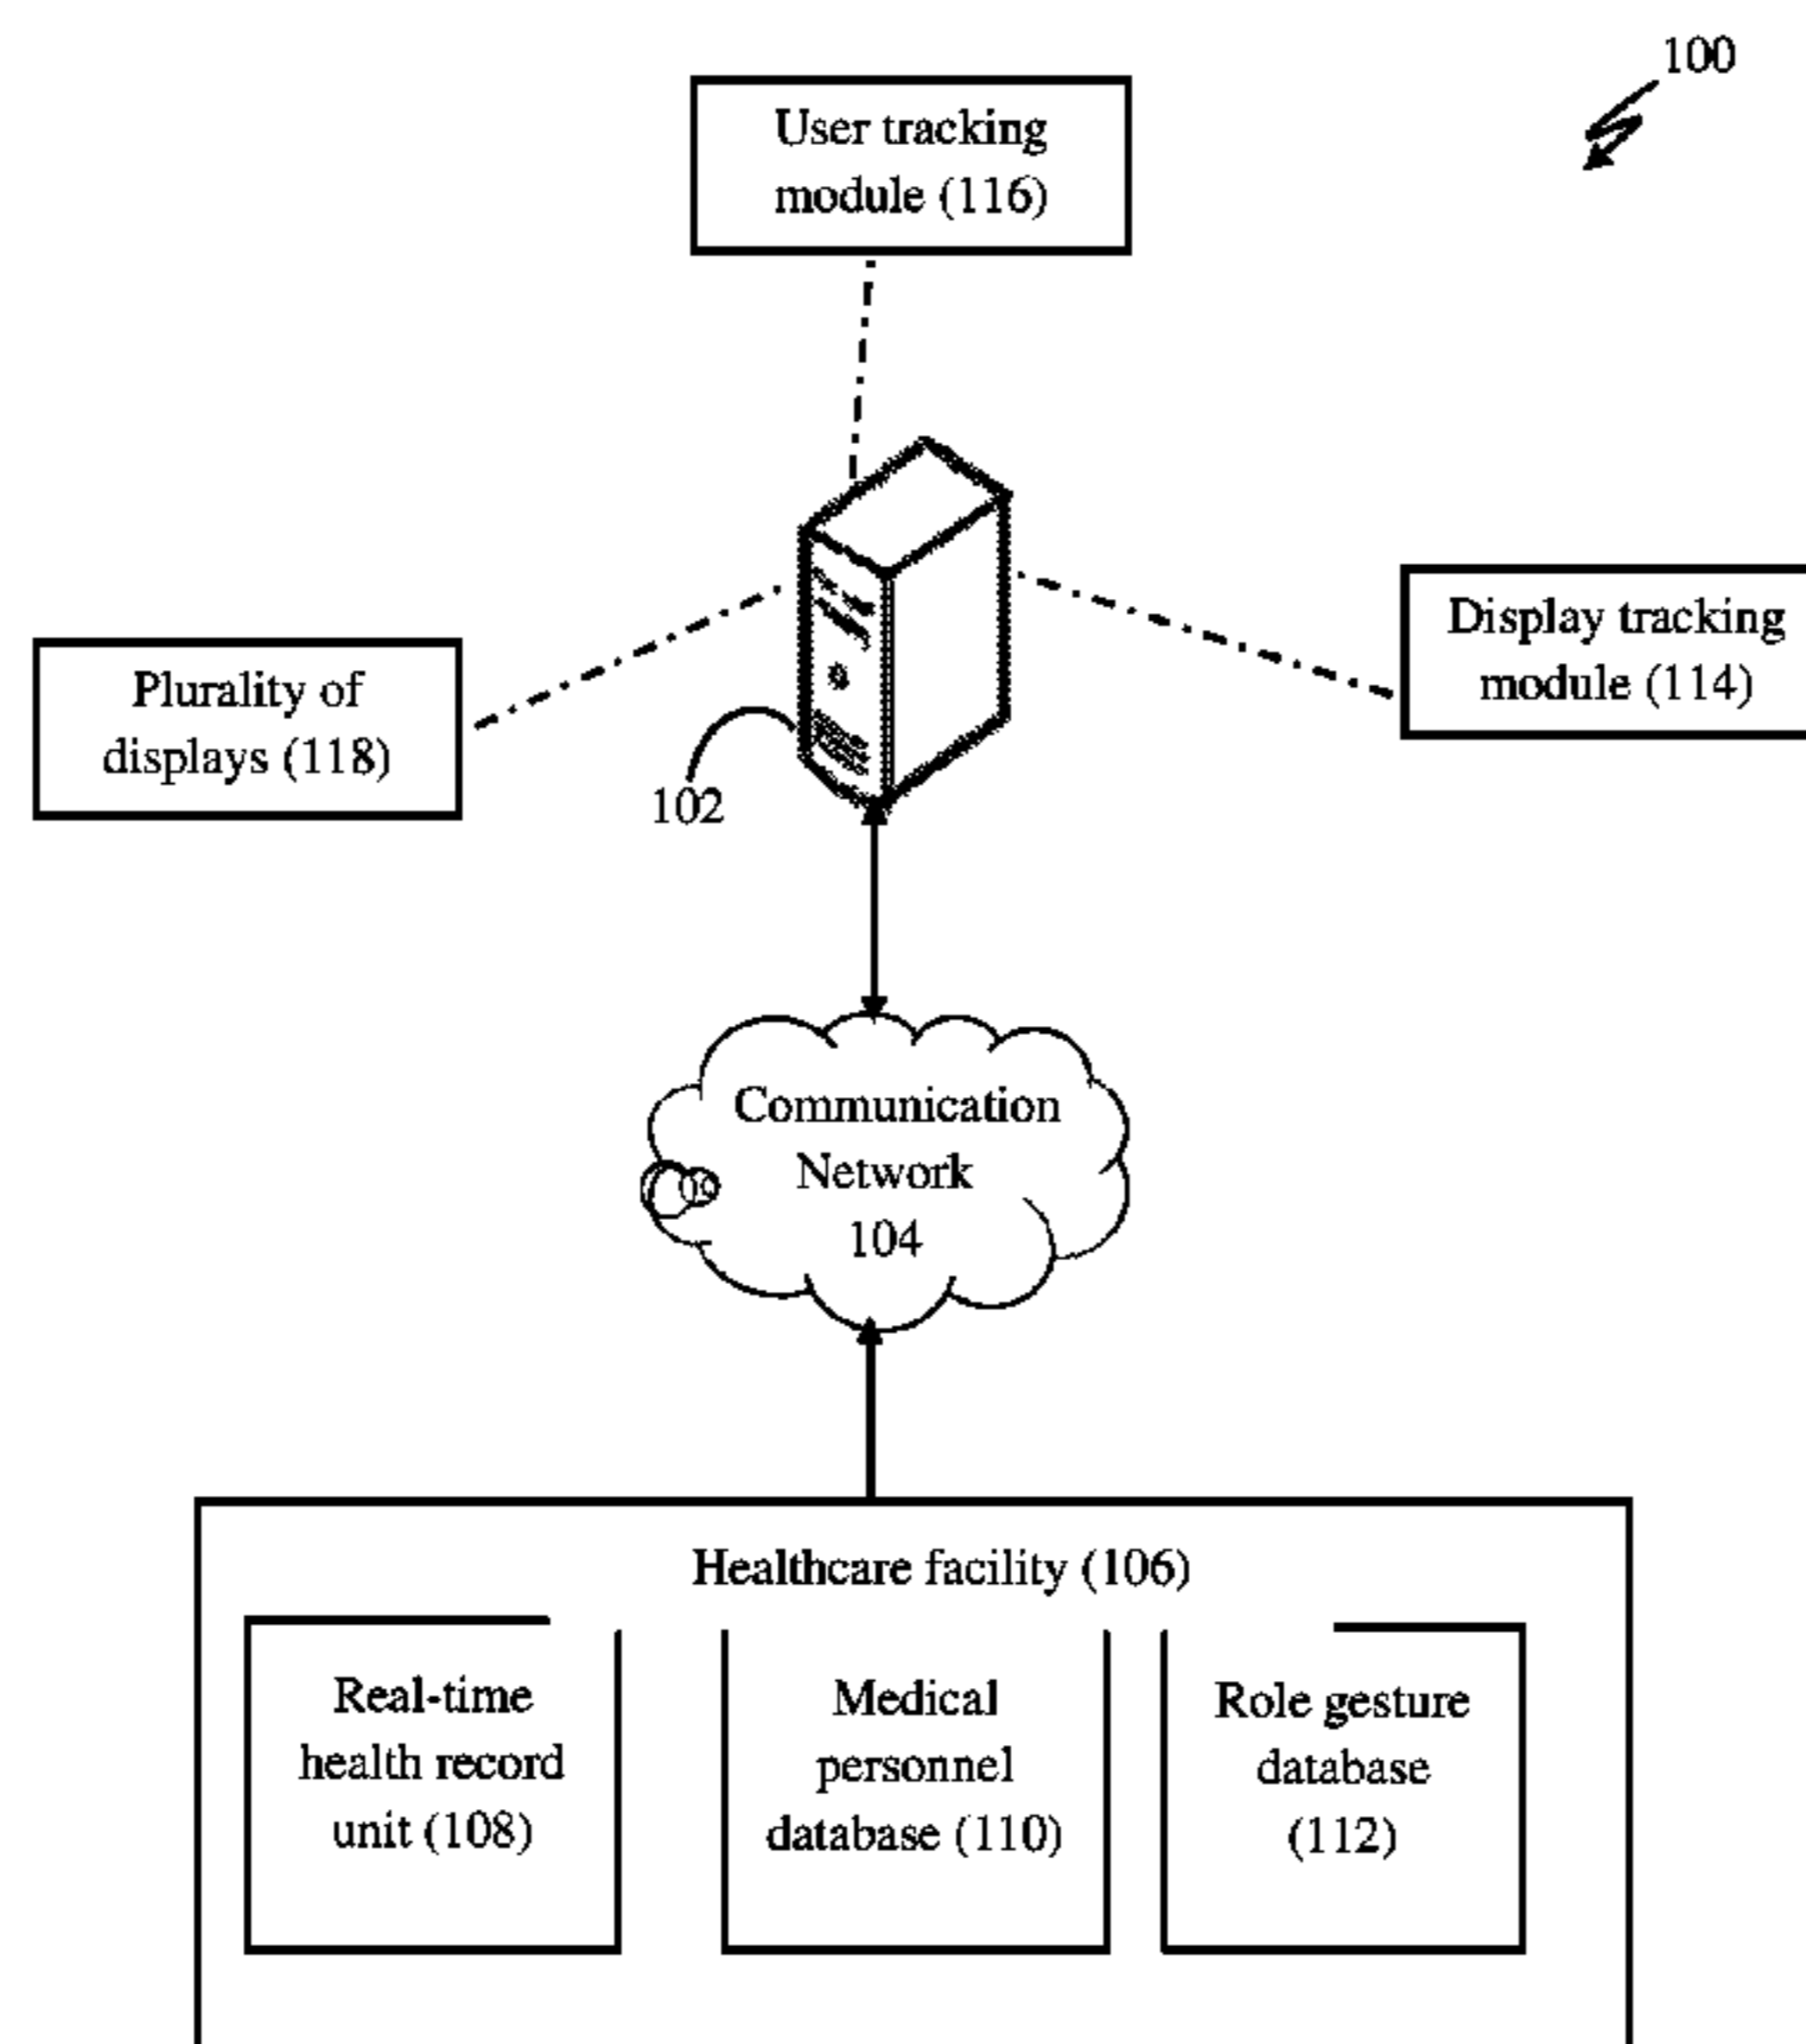 100
User tracking
module (116)
Display tracking
module (114)
Plurality of
displays (118)
102
Communication
Network
104
Healthcare facility (106)
Real-time
health record
unit (108)
Medical
personnel
database (110)
Role gesture
database
(112)